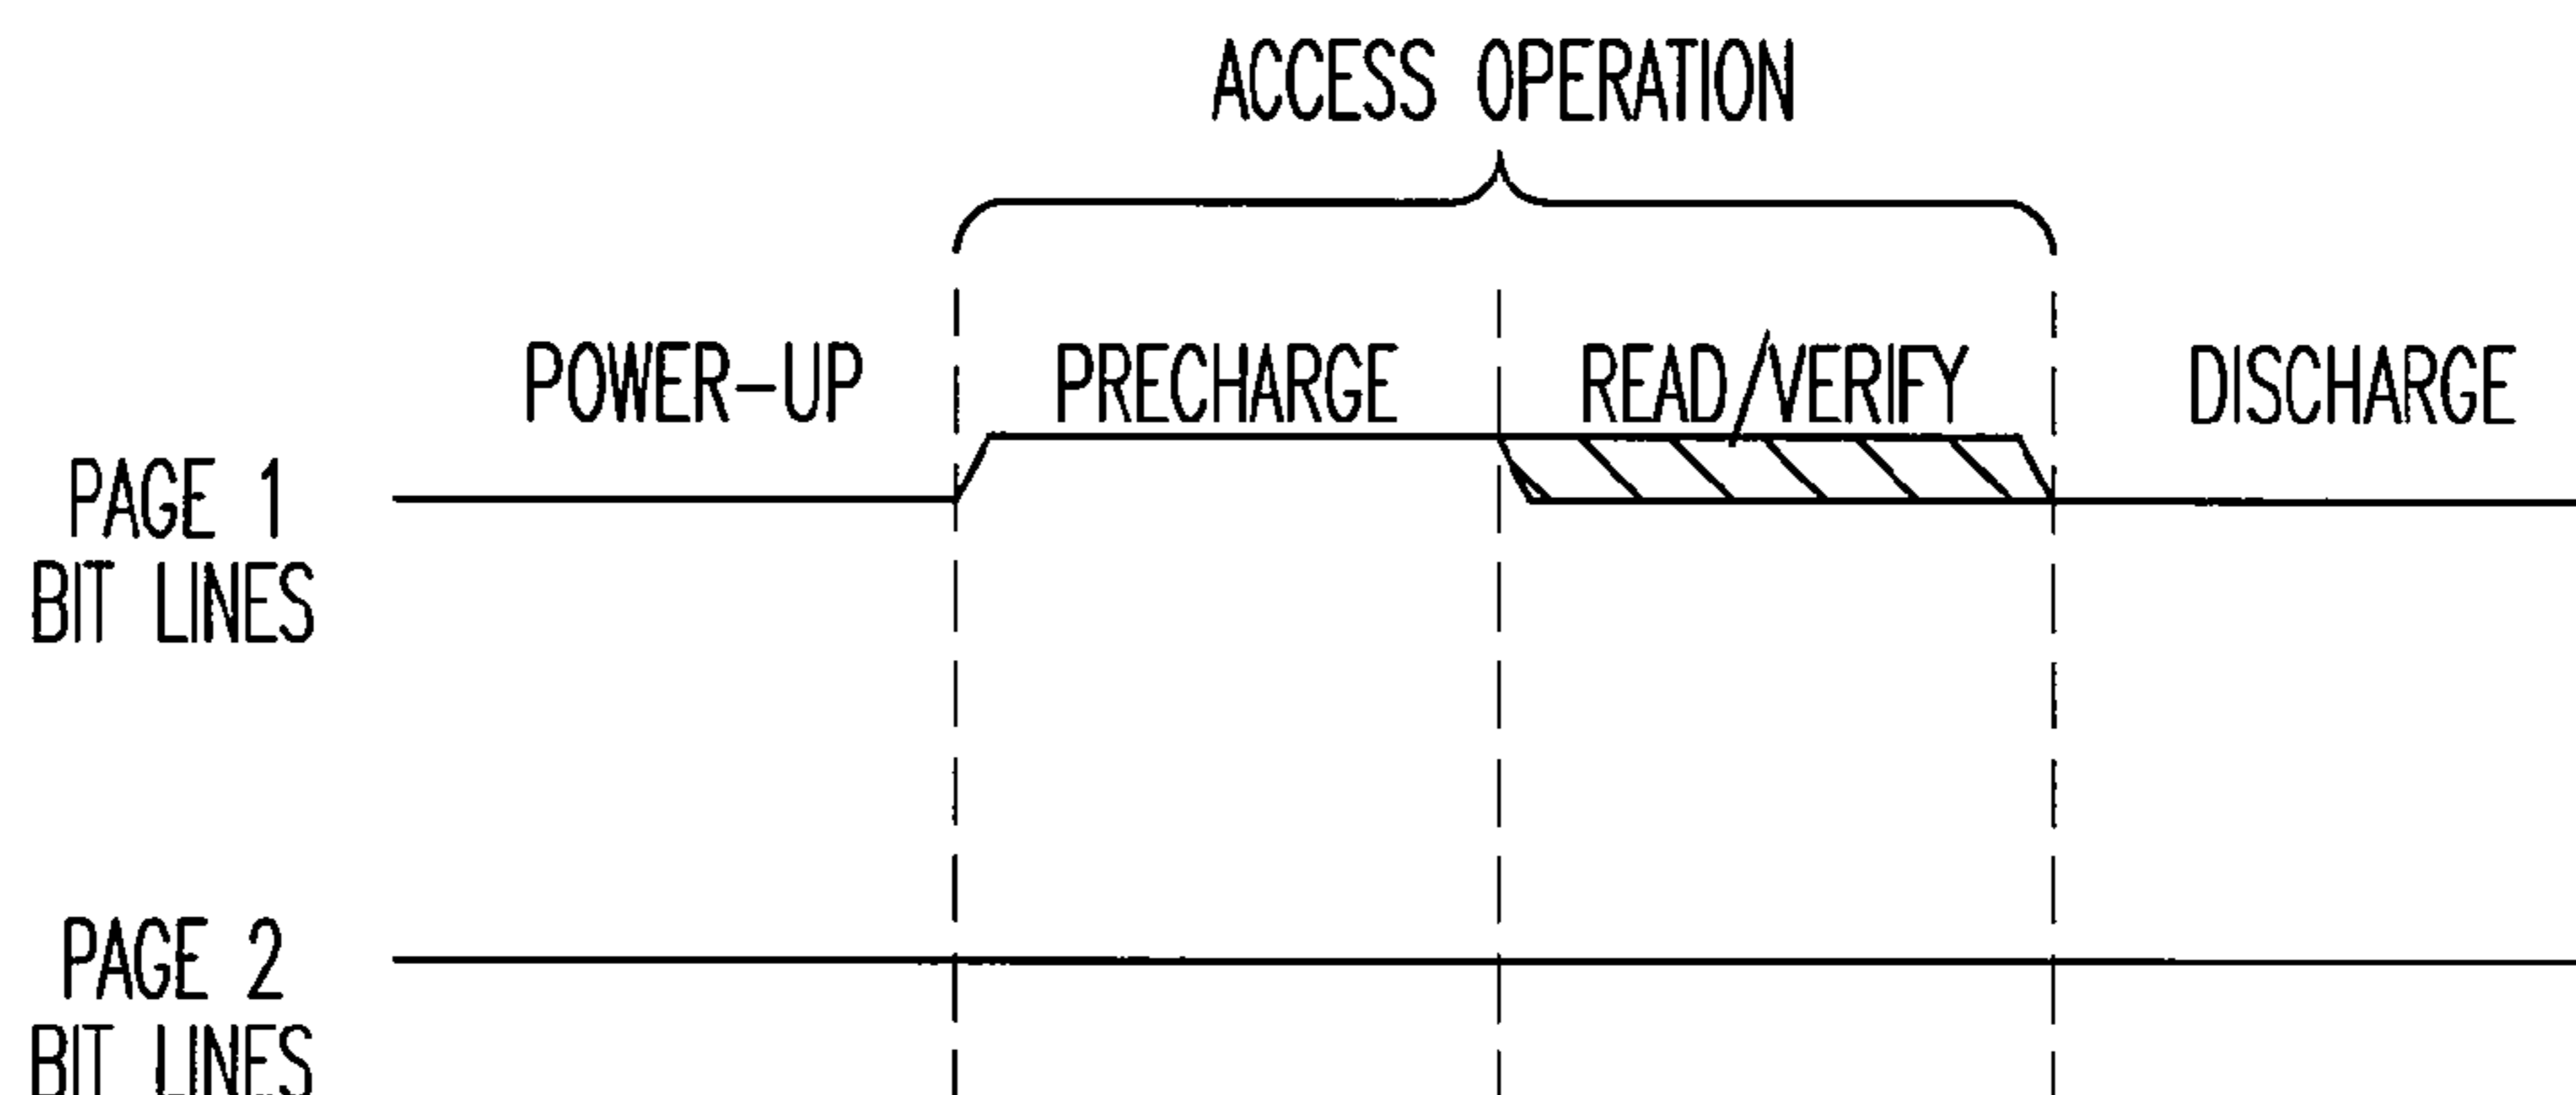 ACCESS OPERATION
POWER-UP
PRECHARGE
READ/VERIFY
DISCHARGE
PAGE 1
BIT LINES
PAGE 2
BIT LINES